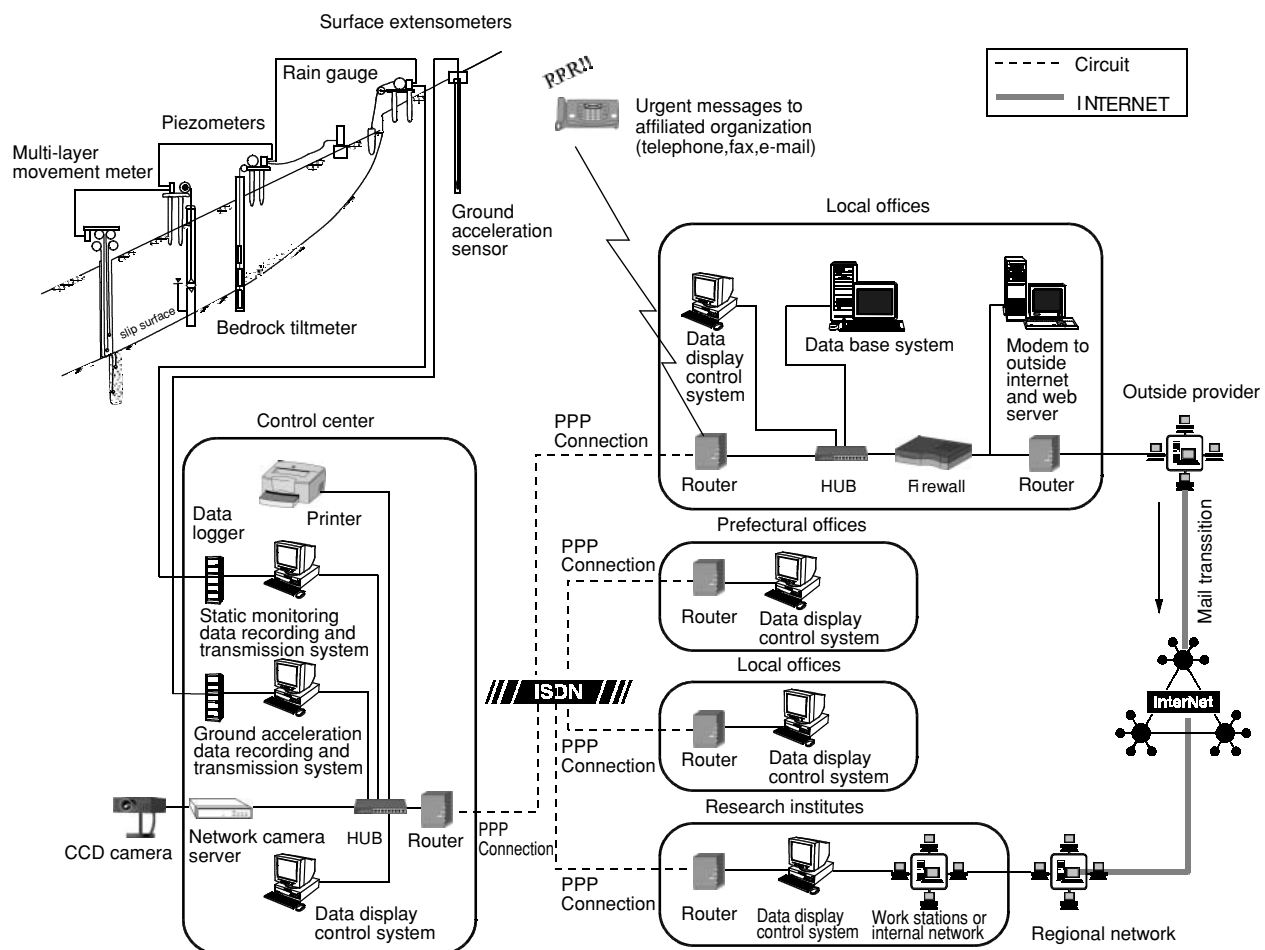 Surface extensometers
Rain gauge
Piezometers
Multi-layer
movement meter
Ground
acceleration
sensor
slip surface
Bedrock tiltmeter
P.P.R!!
Urgent messages to
affiliated organization
(telephone,fax,e-mail)
Circuit
INTERNET
Local offices
Data
display
control
system
Data base system
Modem to
outside
internet
and web
server
Outside provider
PPP
Connection
Router
HUB
Firewall
Router
Control center
Printer
Data
logger
Static monitoring
data recording and
transmission system
Ground acceleration
data recording and
transmission system
CCD camera
Network camera
server
HUB
Router
PPP
Connection
Data display
control system
ISDN
Prefectural offices
PPP
Connection
Router
Data display
control system
Local offices
PPP
Connection
Router
Data display
control system
Research institutes
PPP
Connection
Router
Data display
control system
Work stations or
internal network
Regional network
Mail transsition
InterNet